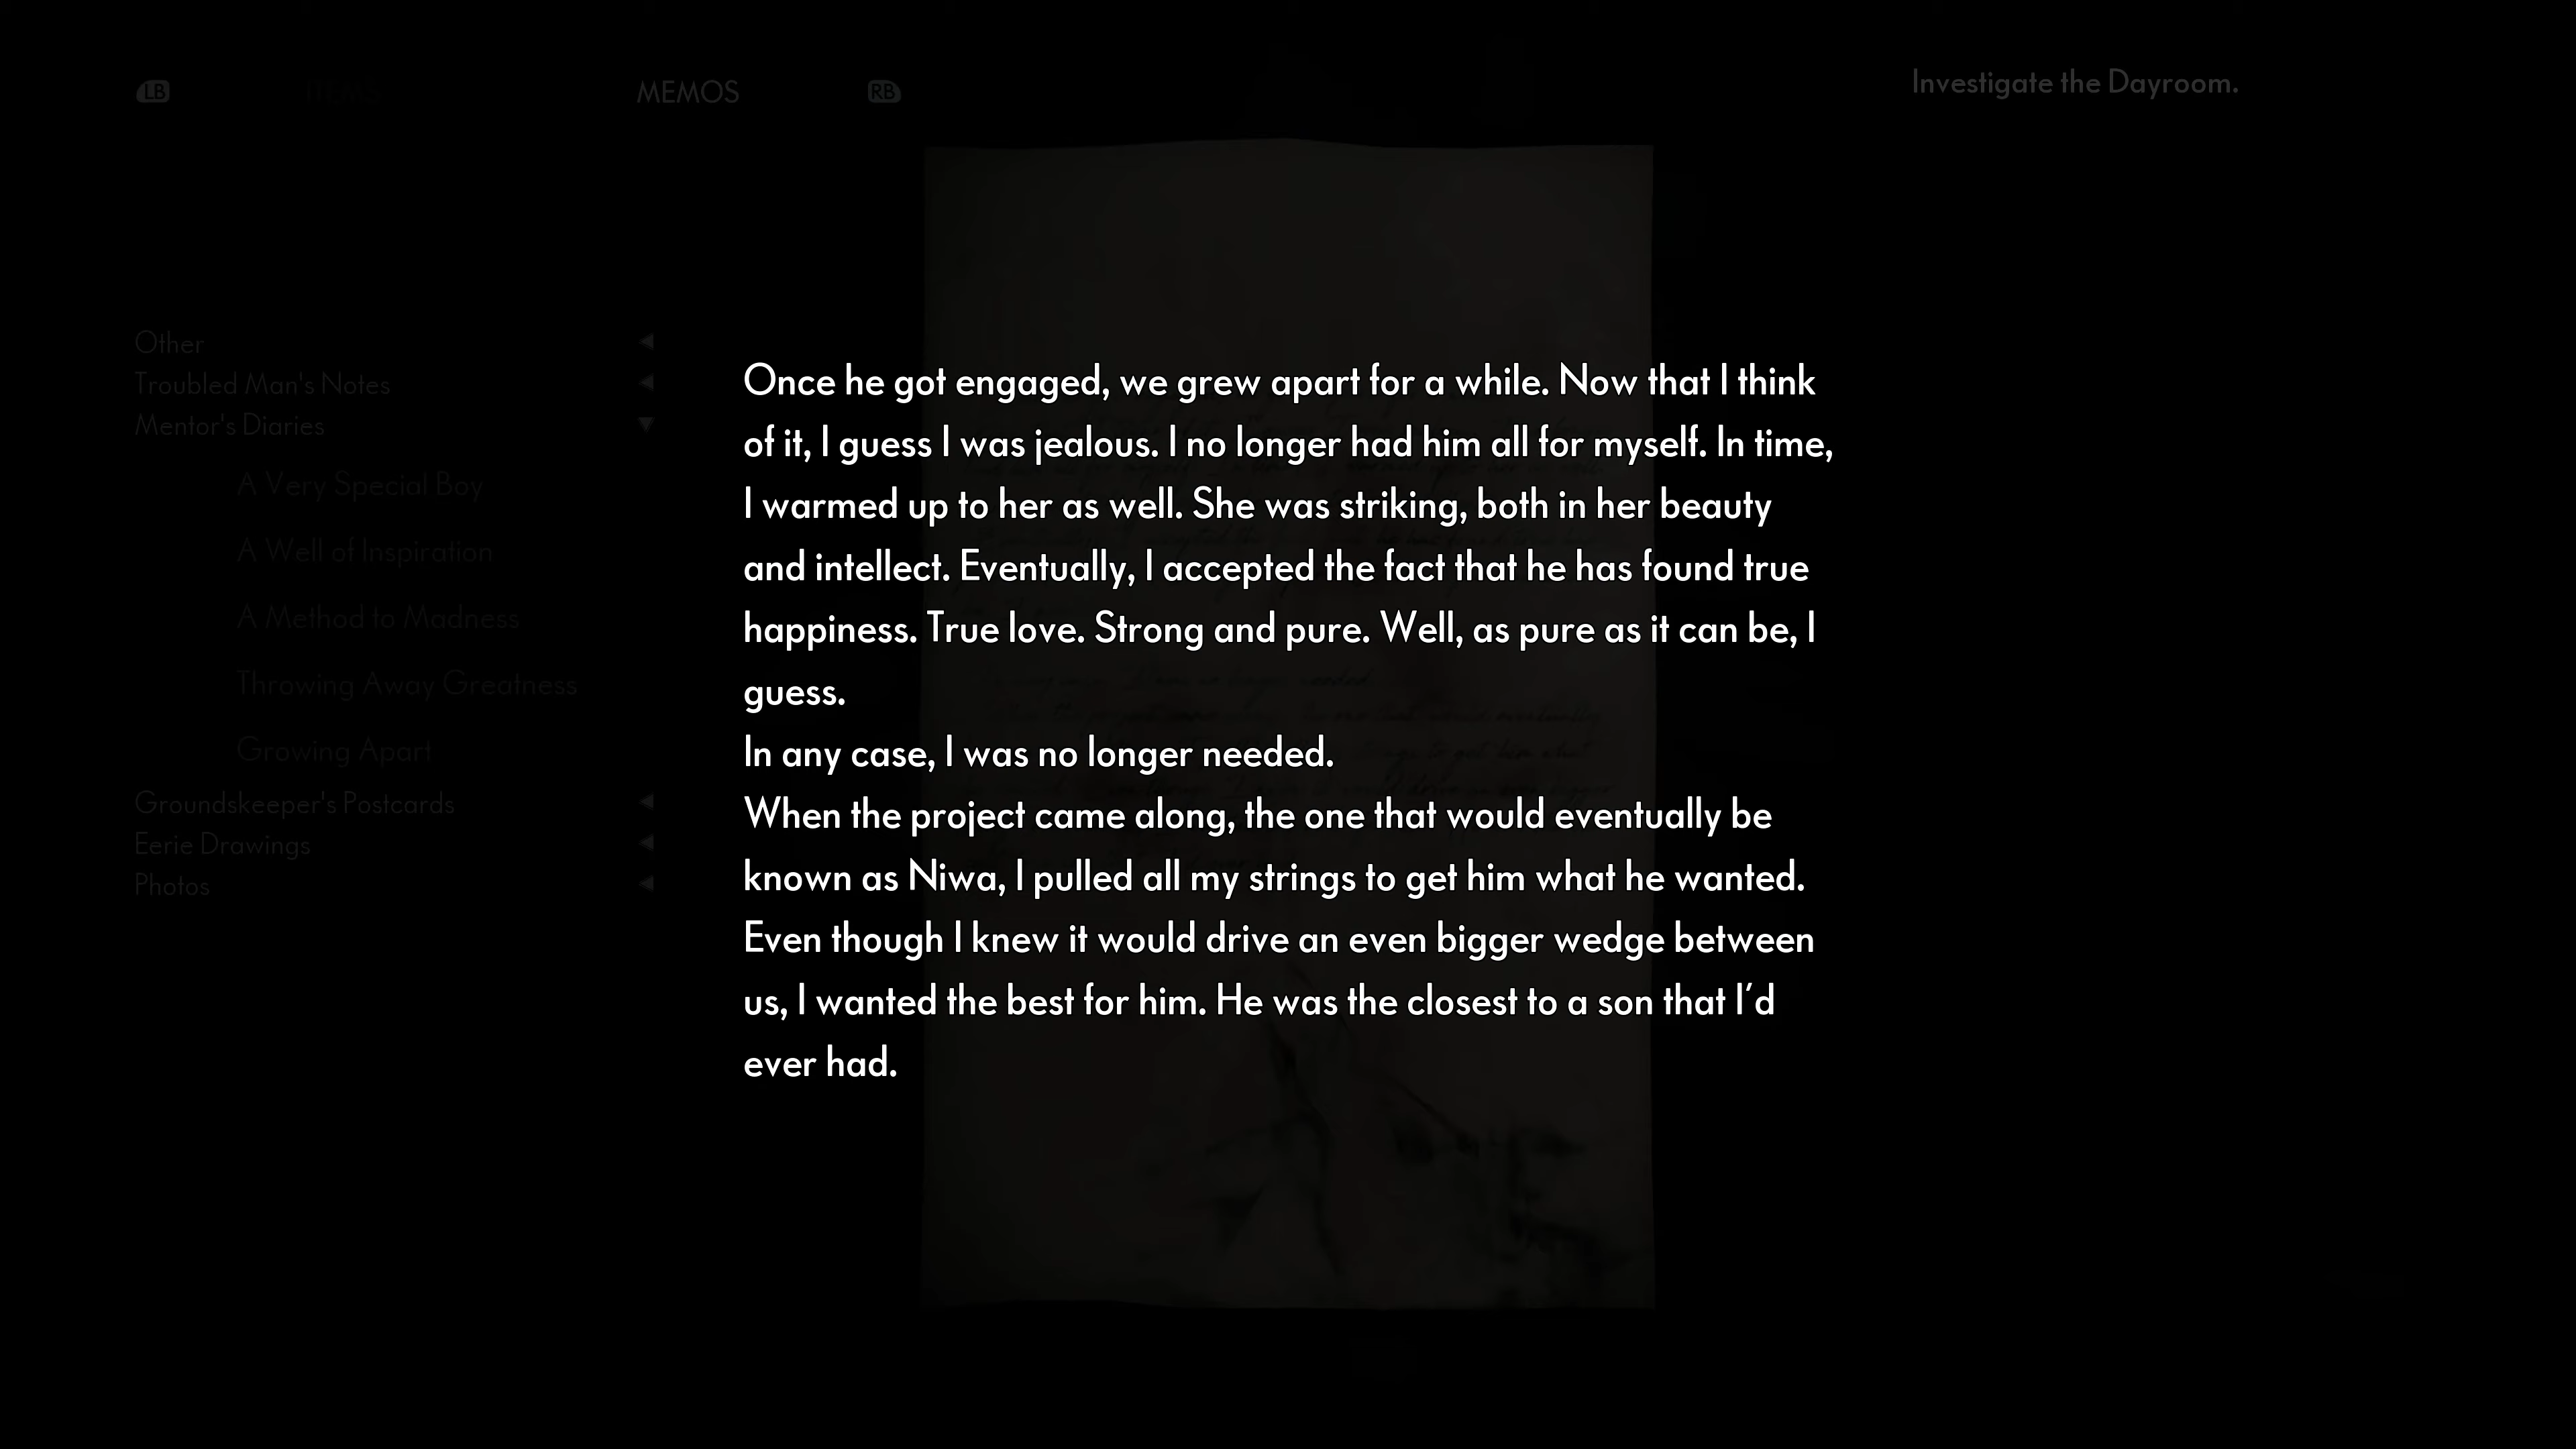 LB ITEMS MEMOS RB
Investigate the Dayroom.
Other
Troubled Man's Notes
Mentor's Diaries
A Very Special Boy
A Well of Inspiration
A Method to Madness
Throwing Away Greatness
Growing Apart
Groundskeeper's Postcards
Eerie Drawings
Photos
Once he got engaged, we grew apart for a while. Now that I think
of it, I guess I was jealous. I no longer had him all for myself. In time,
I warmed up to her as well. She was striking, both in her beauty
and intellect. Eventually, I accepted the fact that he has found true
happiness. True love. Strong and pure. Well, as pure as it can be, I
guess.
In any case, I was no longer needed.
When the project came along, the one that would eventually be
known as Niwa, I pulled all my strings to get him what he wanted.
Even though I knew it would drive an even bigger wedge between
us, I wanted the best for him. He was the closest to a son that I'd
ever had.